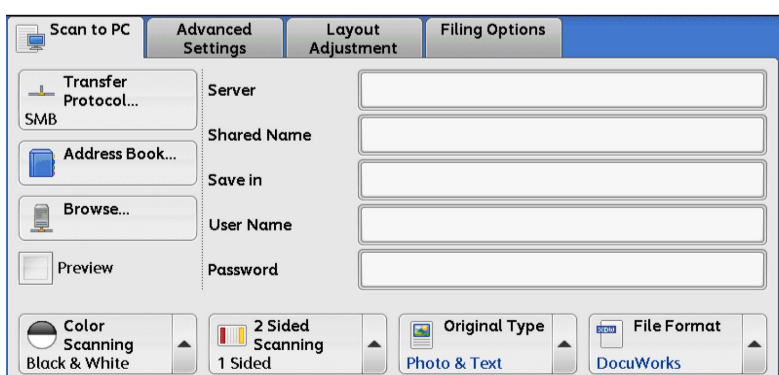 Scan to PC
Advanced
Settings
Layout
Adjustment
Filing Options
Transfer
Protocol...
SMB
Address Book...
Browse...
Preview
Server
Shared Name
Save in
User Name
Password
Color
Scanning
Black & White
2 Sided
Scanning
1 Sided
Original Type
Photo & Text
XDW
File Format
DocuWorks